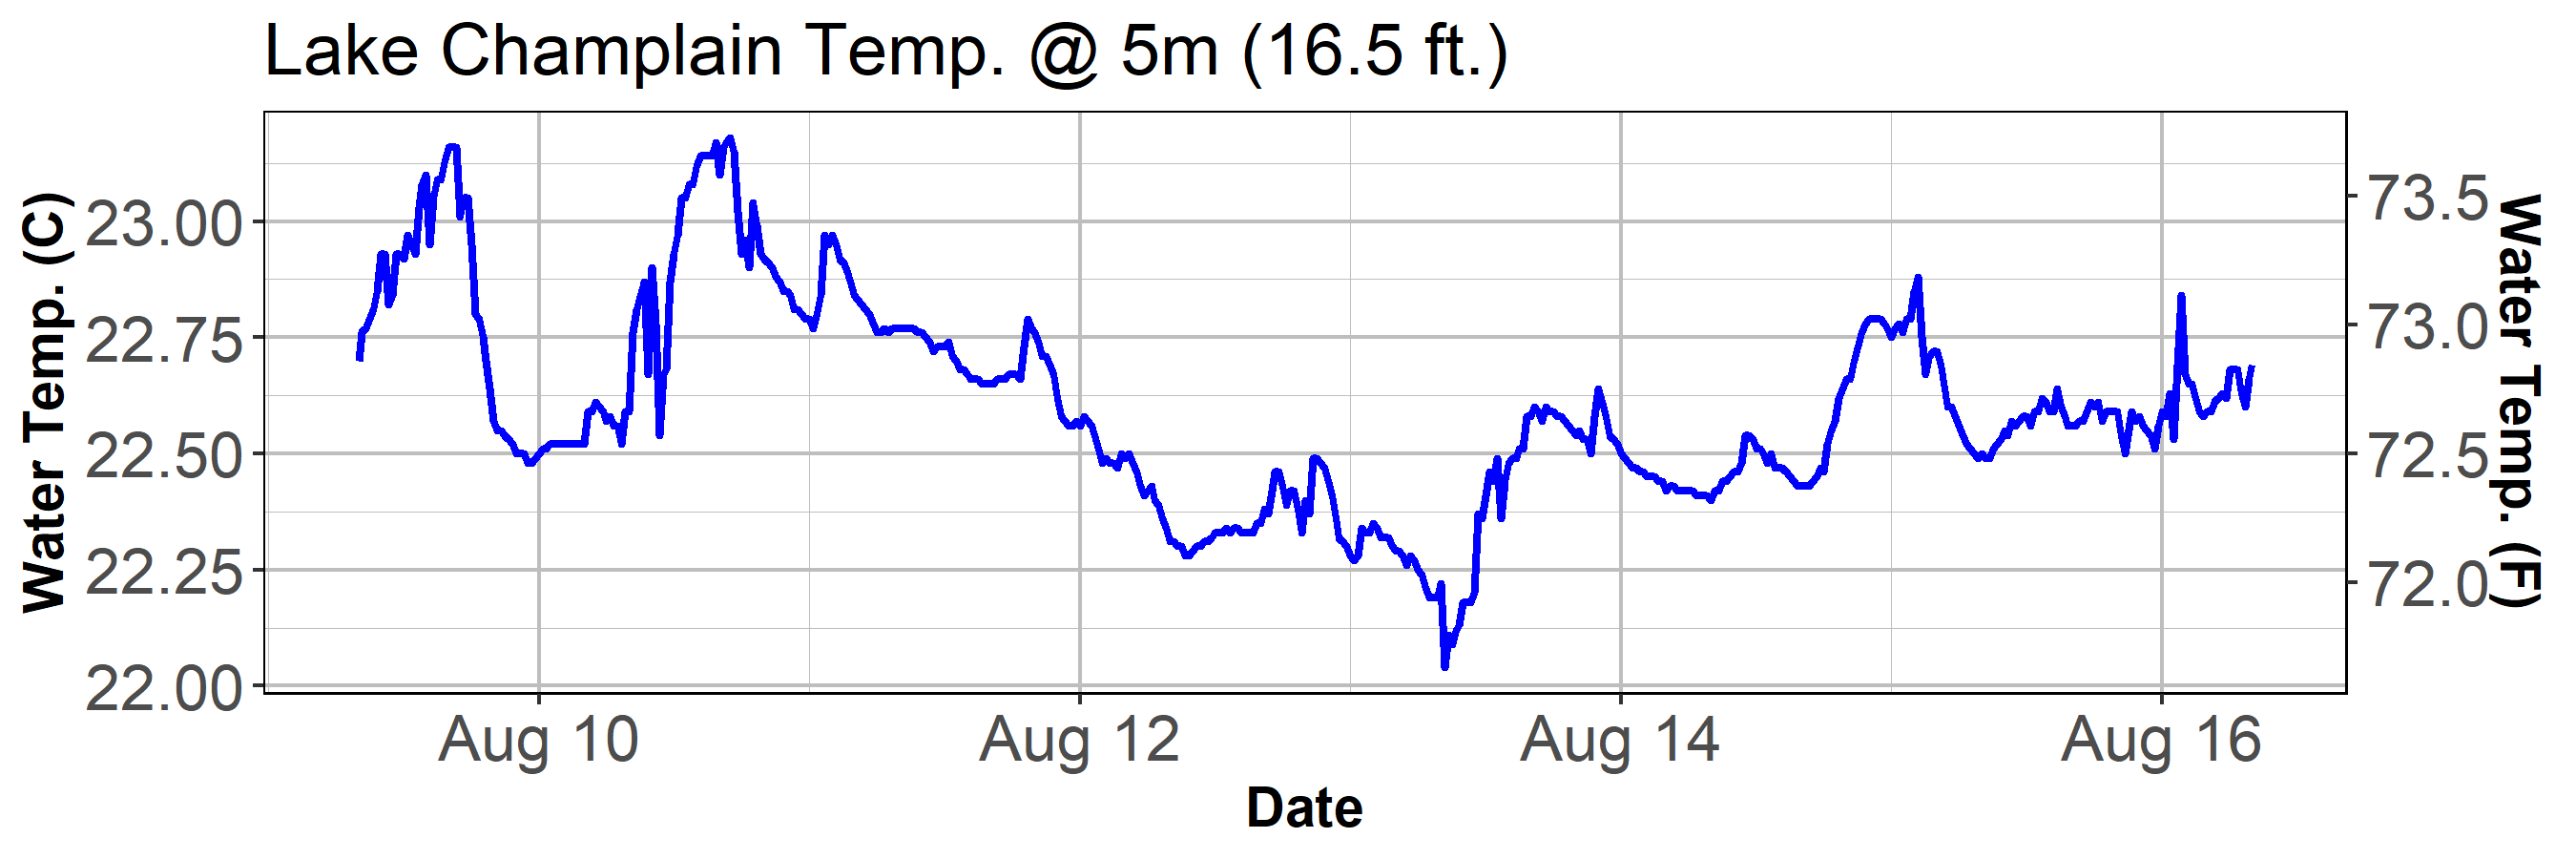 Lake Champlain Temp. @ 5m (16.5 ft.)
Water Temp. (C)
23.00
22.75
22.50
22.25
22.00
73.5
73.0
72.5
72.0
Water Temp. (F)
Aug 10
Aug 12
Aug 14
Aug 16
Date